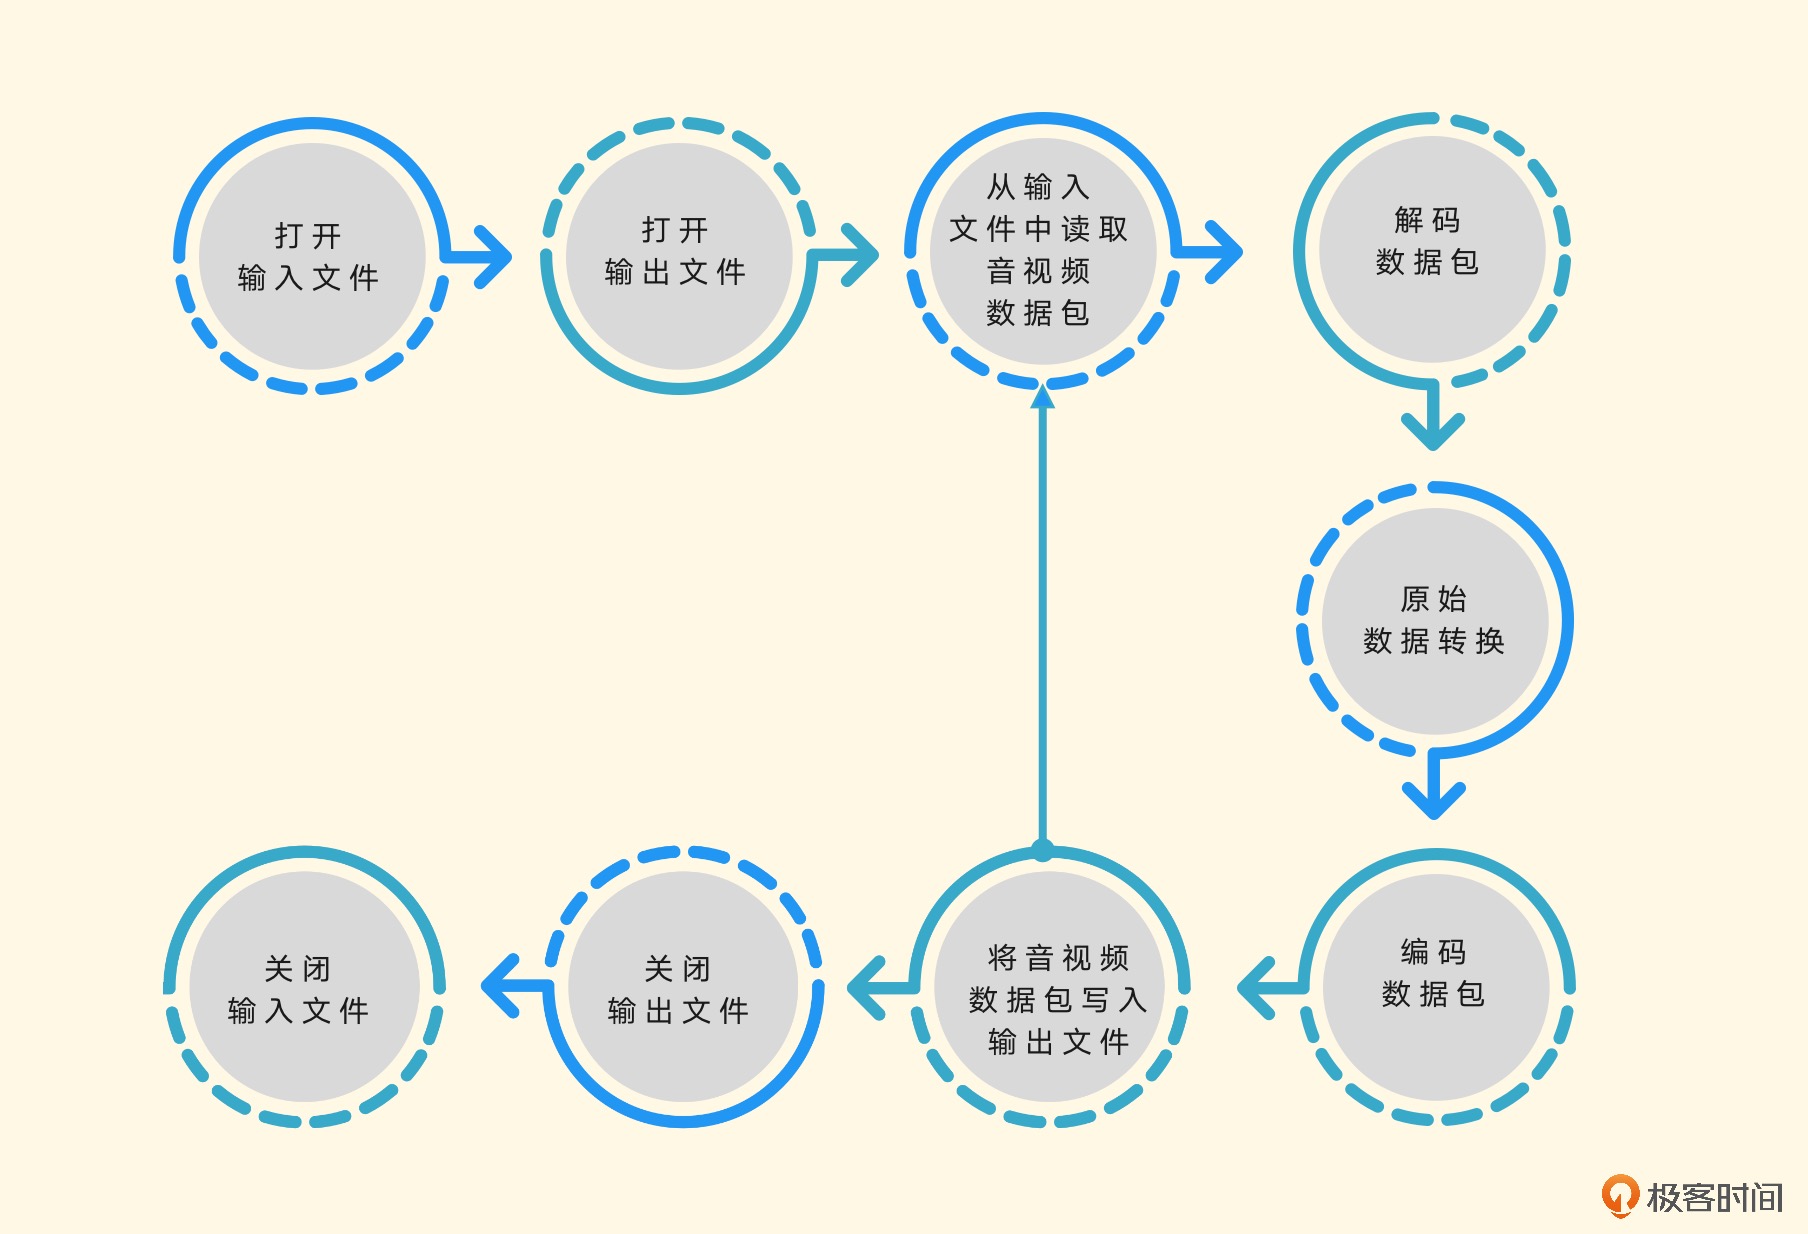 打开
输入文件
打开
输出文件
从输入
文件中读取
音视频
数据包
解码
数据包
原始
数据转换
编码
数据包
将音视频
数据包写入
输出文件
关闭
输出文件
关闭
输入文件
极客时间